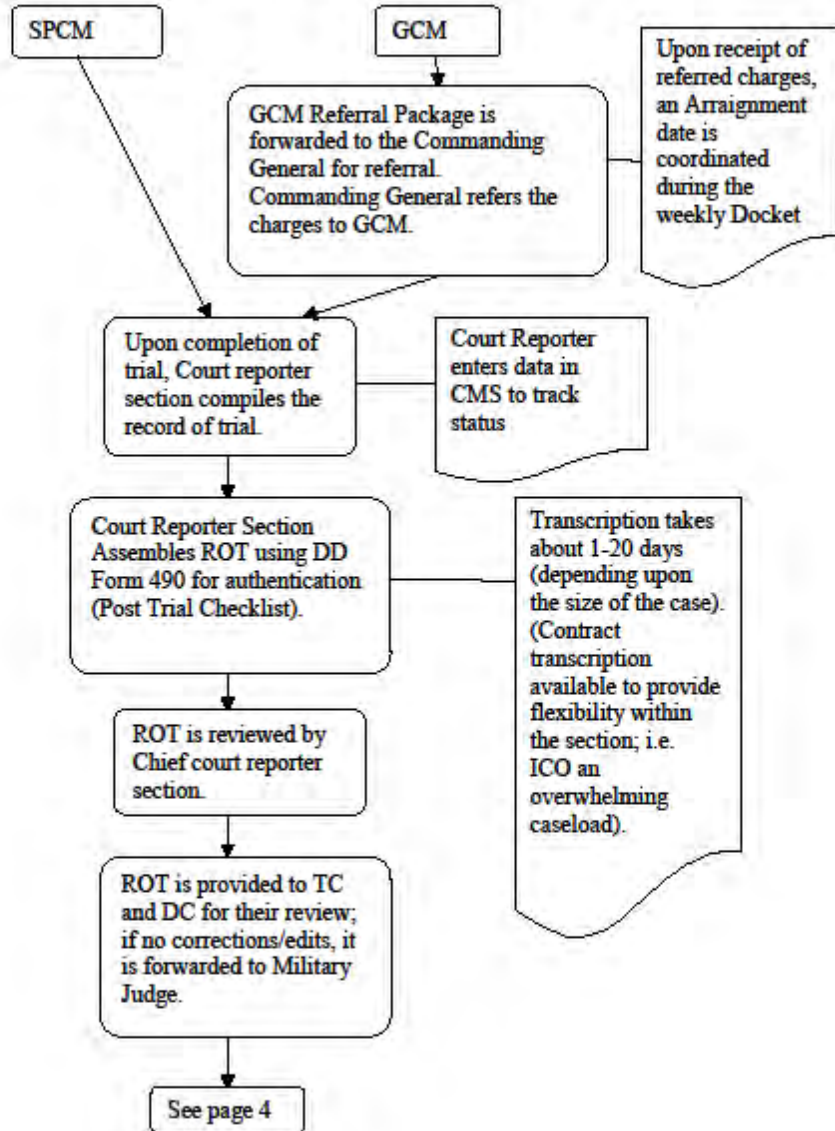 SPCM
GCM
Upon receipt of
referred charges,
an Arraignment
date is
coordinated
during the
weekly Docket
GCM Referral Package is
forwarded to the Commanding
General for referral.
Commanding General refers the
charges to GCM.
Upon completion of
trial, Court reporter
section compiles the
record of trial.
Court Reporter
enters data in
CMS to track
status
Court Reporter Section
Assembles ROT using DD
Form 490 for authentication
(Post Trial Checklist).
Transcription takes
about 1-20 days
(depending upon
the size of the case).
(Contract
transcription
available to provide
flexibility within
the section; i.e.
ICO an
overwhelming
caseload).
ROT is reviewed by
Chief court reporter
section.
ROT is provided to TC
and DC for their review;
if no corrections/edits, it
is forwarded to Military
Judge.
See page 4